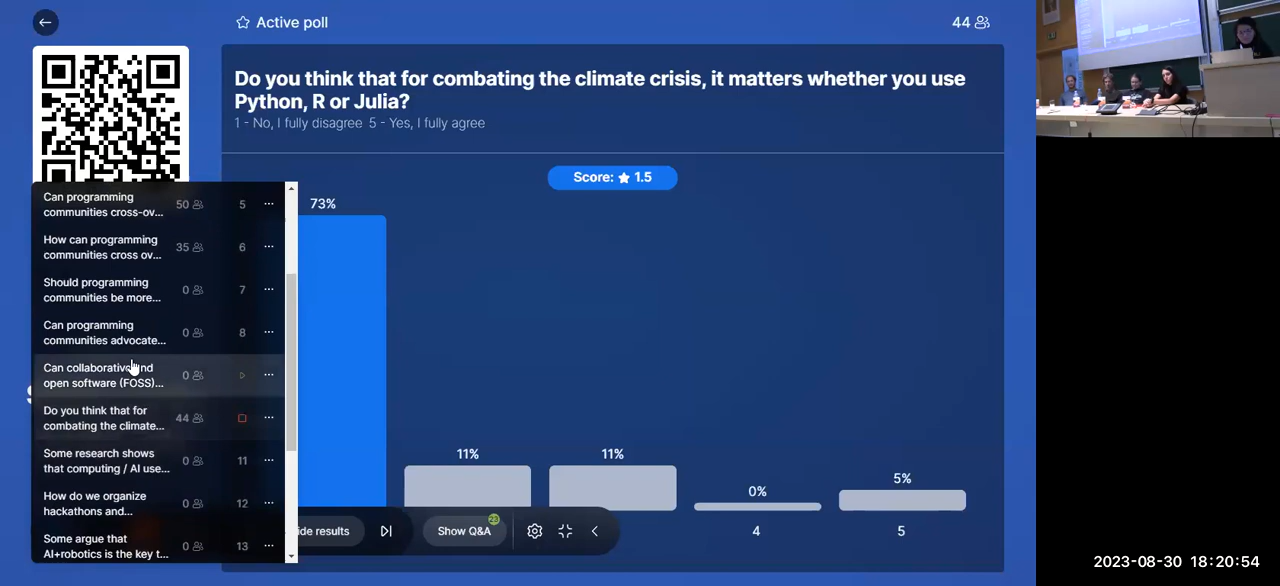 Active poll
44
Do you think that for combating the climate crisis, it matters whether you use
Python, R or Julia?
1 - No, I fully disagree 5 - Yes, I fully agree
Score: 1.5
73%
11%
11%
0%
5%
4
5
Can programming
communities cross-ov...
50
5
How can programming
communities cross ov...
35
6
Should programming
communities be more...
0
7
Can programming
communities advocate...
0
8
Can collaborative and
open software (FOSS)...
0
Do you think that for
combating the climate...
44
Some research shows
that computing / AI use...
0
11
How do we organize
hackathons and...
0
12
Some argue that
AI+robotics is the key t...
0
13
ide results
Show Q&A
23
2023-08-30 18:20:54